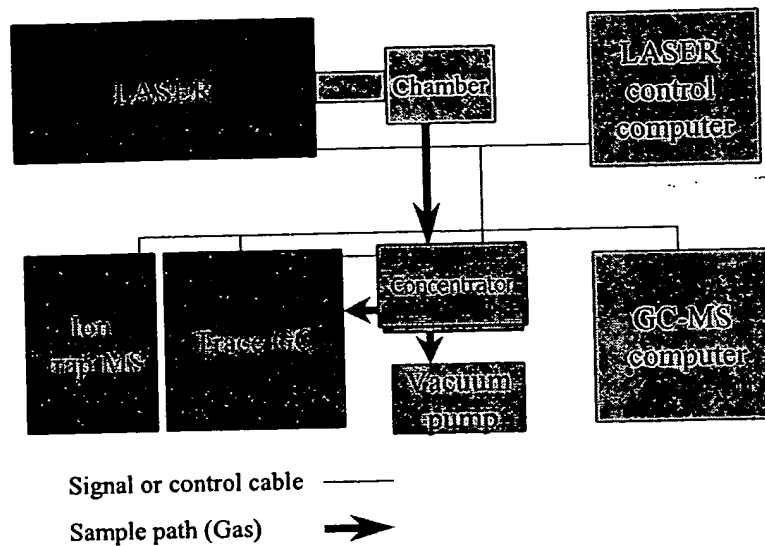 LASER
Chamber
LASER
control
computer
Ion
Trap MS
Trace GC
Concentrator
Vacuum
pump
GC-MS
computer
Signal or control cable
Sample path (Gas)